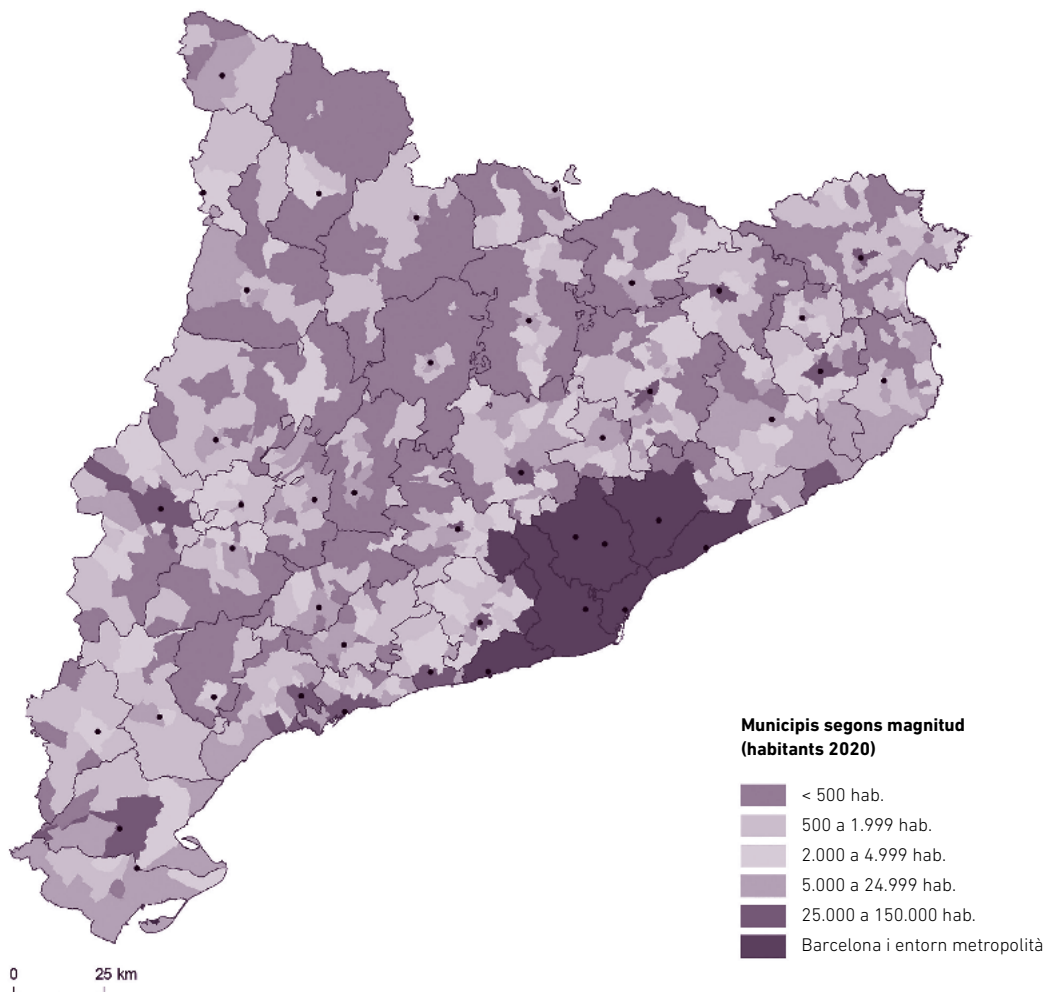 Municipis segons magnitud
(habitants 2020)
< 500 hab.
500 a 1.999 hab.
2.000 a 4.999 hab.
5.000 a 24.999 hab.
25.000 a 150.000 hab.
Barcelona i entorn metropolità
0 25 km